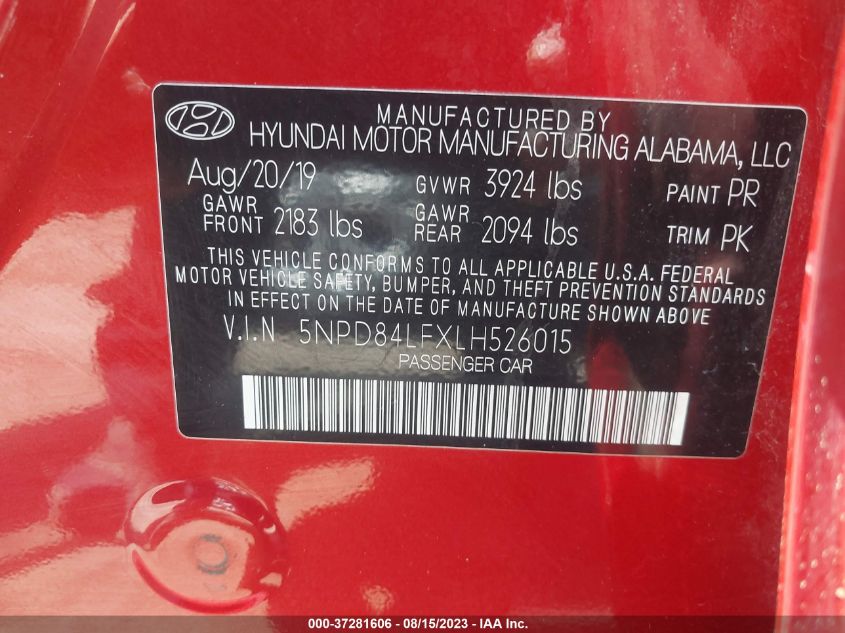 MANUFACTURED BY
HYUNDAI MOTOR MANUFACTURING ALABAMA, LLC
Aug/20/19 GVWR 3924 lbs PAINT PR
GAWR FRONT 2183 lbs GAWR REAR 2094 lbs TRIM PK
THIS VEHICLE CONFORMS TO ALL APPLICABLE U.S.A. FEDERAL
MOTOR VEHICLE SAFETY, BUMPER, AND THEFT PREVENTION STANDARDS
IN EFFECT ON THE DATE OF MANUFACTURE SHOWN ABOVE
V.I.N 5NPD84LFXLH526015
PASSENGER CAR
000-37281606 - 08/15/2023 - IAA Inc.